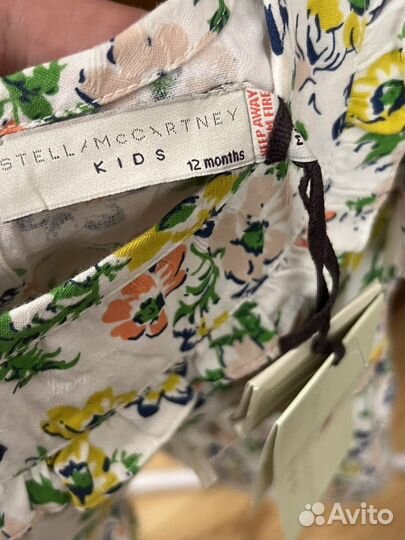 STELLA McCARTNEY
KIDS
12 months
KEEP AWAY
FROM FIRE
Avito